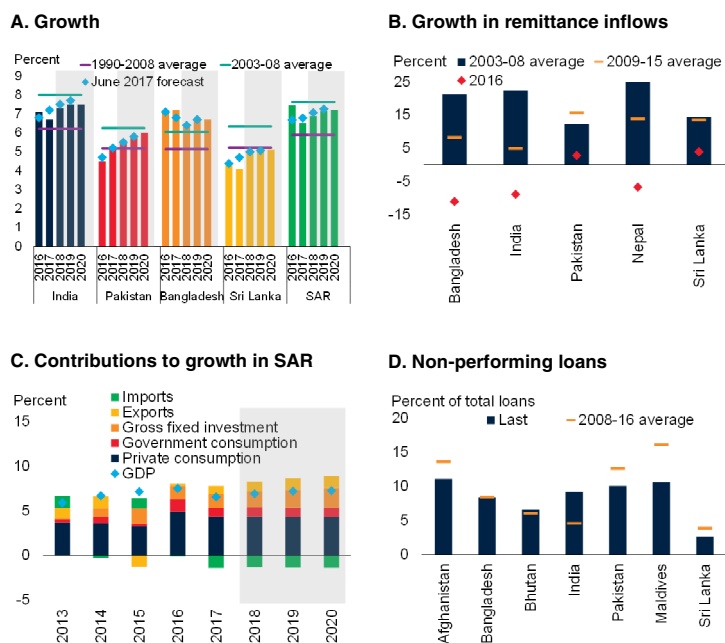 A. Growth
Percent
1990-2008 average
2003-08 average
June 2017 forecast
9
8
7
6
5
4
3
2
1
0
2016
2017
2018
2019
2020
2016
2017
2018
2019
2020
2016
2017
2018
2019
2020
2016
2017
2018
2019
2020
2016
2017
2018
2019
2020
India
Pakistan
Bangladesh
Sri Lanka
SAR
B. Growth in remittance inflows
Percent
2003-08 average
2009-15 average
2016
25
15
5
-5
-15
Bangladesh
India
Pakistan
Nepal
Sri Lanka
C. Contributions to growth in SAR
Percent
Imports
Exports
Gross fixed investment
Government consumption
Private consumption
GDP
15
10
5
0
-5
2013
2014
2015
2016
2017
2018
2019
2020
D. Non-performing loans
Percent of total loans
Last
2008-16 average
20
15
10
5
0
Afghanistan
Bangladesh
Bhutan
India
Pakistan
Maldives
Sri Lanka